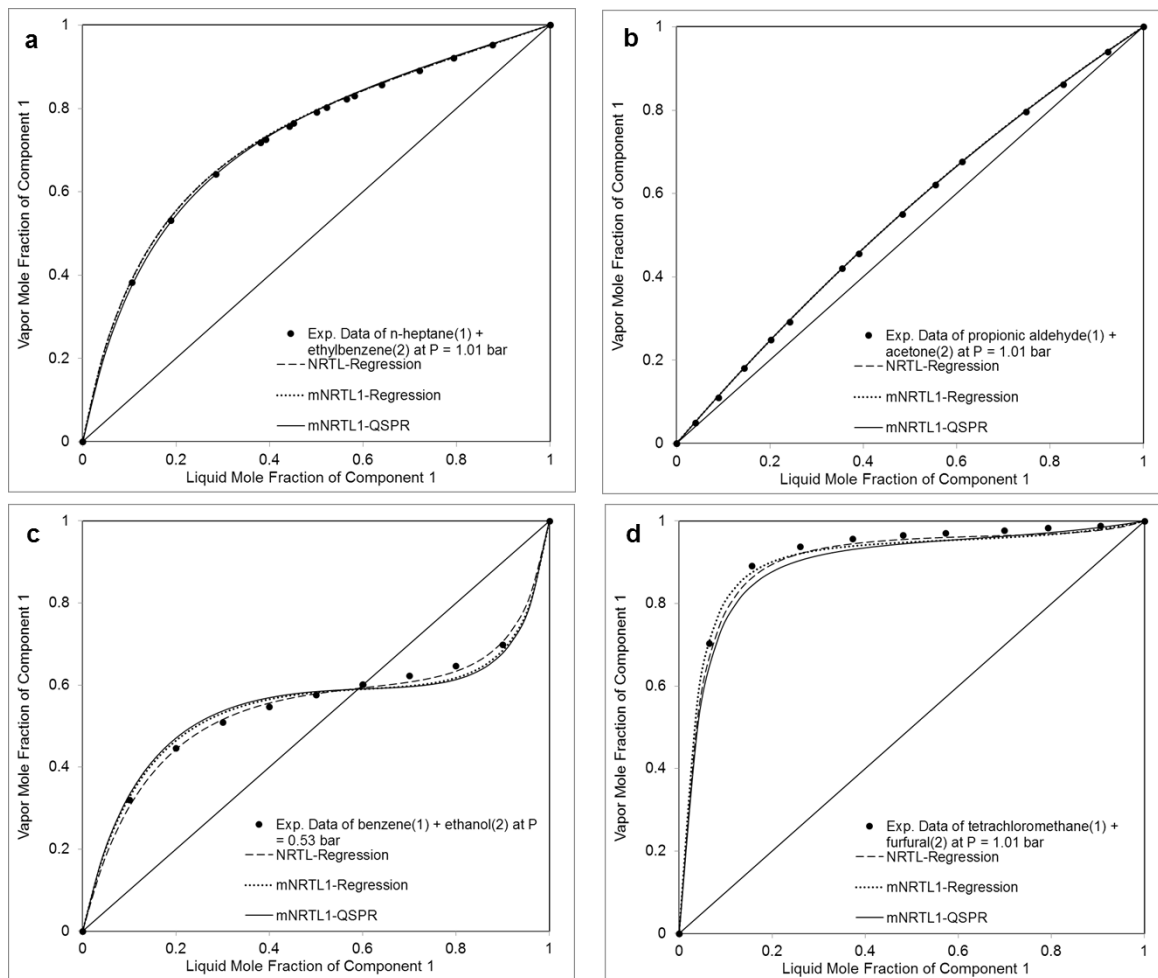 a
Vapor Mole Fraction of Component 1
1
0.8
0.6
0.4
0.2
0
Exp. Data of n-heptane(1) +
ethylbenzene(2) at P = 1.01 bar
NRTL-Regression
mNRTL1-Regression
mNRTL1-QSPR
0 0.2 0.4 0.6 0.8 1
Liquid Mole Fraction of Component 1
b
Vapor Mole Fraction of Component 1
1
0.8
0.6
0.4
0.2
0
Exp. Data of propionic aldehyde(1) +
acetone(2) at P = 1.01 bar
NRTL-Regression
mNRTL1-Regression
mNRTL1-QSPR
0 0.2 0.4 0.6 0.8 1
Liquid Mole Fraction of Component 1
c
Vapor Mole Fraction of Component 1
1
0.8
0.6
0.4
0.2
0
Exp. Data of benzene(1) + ethanol(2) at P
= 0.53 bar
NRTL-Regression
mNRTL1-Regression
mNRTL1-QSPR
0 0.2 0.4 0.6 0.8 1
Liquid Mole Fraction of Component 1
d
Vapor Mole Fraction of Component 1
1
0.8
0.6
0.4
0.2
0
Exp. Data of tetrachloromethane(1) +
furfural(2) at P = 1.01 bar
NRTL-Regression
mNRTL1-Regression
mNRTL1-QSPR
0 0.2 0.4 0.6 0.8 1
Liquid Mole Fraction of Component 1